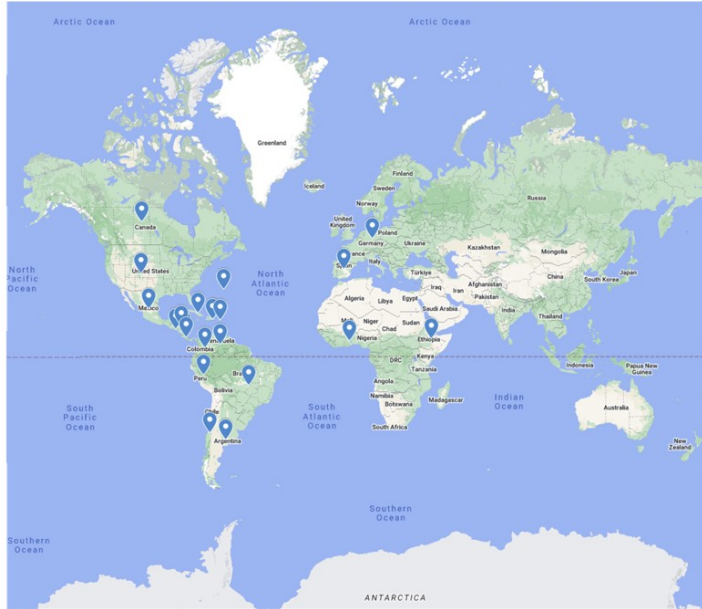 Arctic Ocean
Arctic Ocean
Greenland
Iceland
Finland
Sweden
Norway
Russia
Canada
United
Kingdom
Poland
Germany
Ukraine
Kazakhstan
Mongolia
North
Pacific
Ocean
United States
North
Atlantic
Ocean
Spain
Italy
Türkiye
China
Japan
South Korea
Afghanistan
Iraq
Iran
Pakistan
Algeria
Libya
Egypt
Saudi Arabia
India
Mexico
Mali
Niger
Chad
Sudan
Thailand
Nigeria
Ethiopia
Colombia
Kenya
DRC
Tanzania
Indonesia
Papua New
Guinea
Peru
Bolivia
Angola
Namibia
Botswana
Madagascar
Indian
Ocean
Australia
South
Pacific
Ocean
South
Atlantic
Ocean
Chile
South Africa
Argentina
New
Zealand
Southern
Ocean
Southern
Ocean
ANTARCTICA